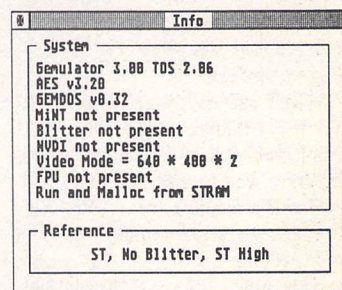 Info
System
Gemulator 3.00 TOS 2.06
AES v3.20
GEMDOS v0.32
MiNT not present
Blitter not present
NVDI not present
Video Mode = 640 * 400 * 2
FPU not present
Run and Malloc from STRAM
Reference
ST, No Blitter, ST High